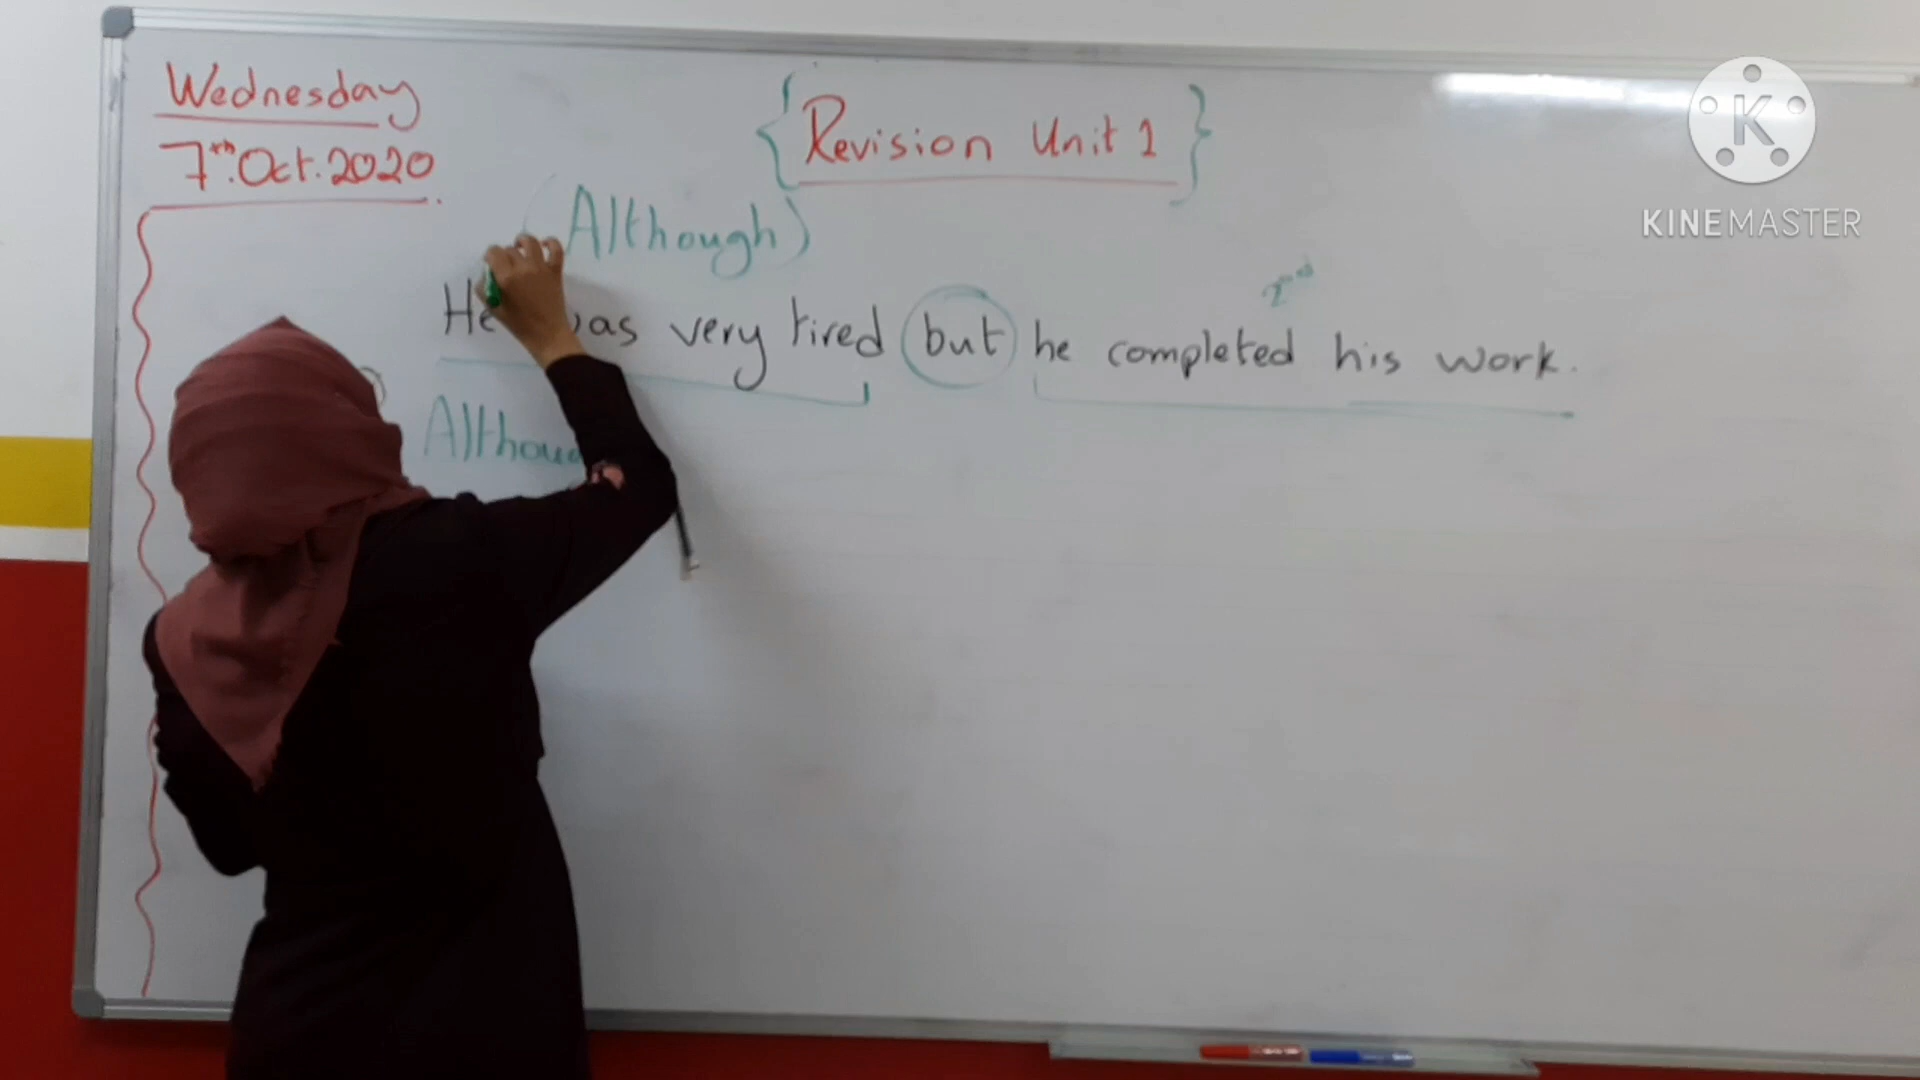 Wednesday
7th. Oct. 2020
{Revision Unit 1}
(Although)
2nd
He was very tired but he completed his work.
Althoug
K
KINEMASTER